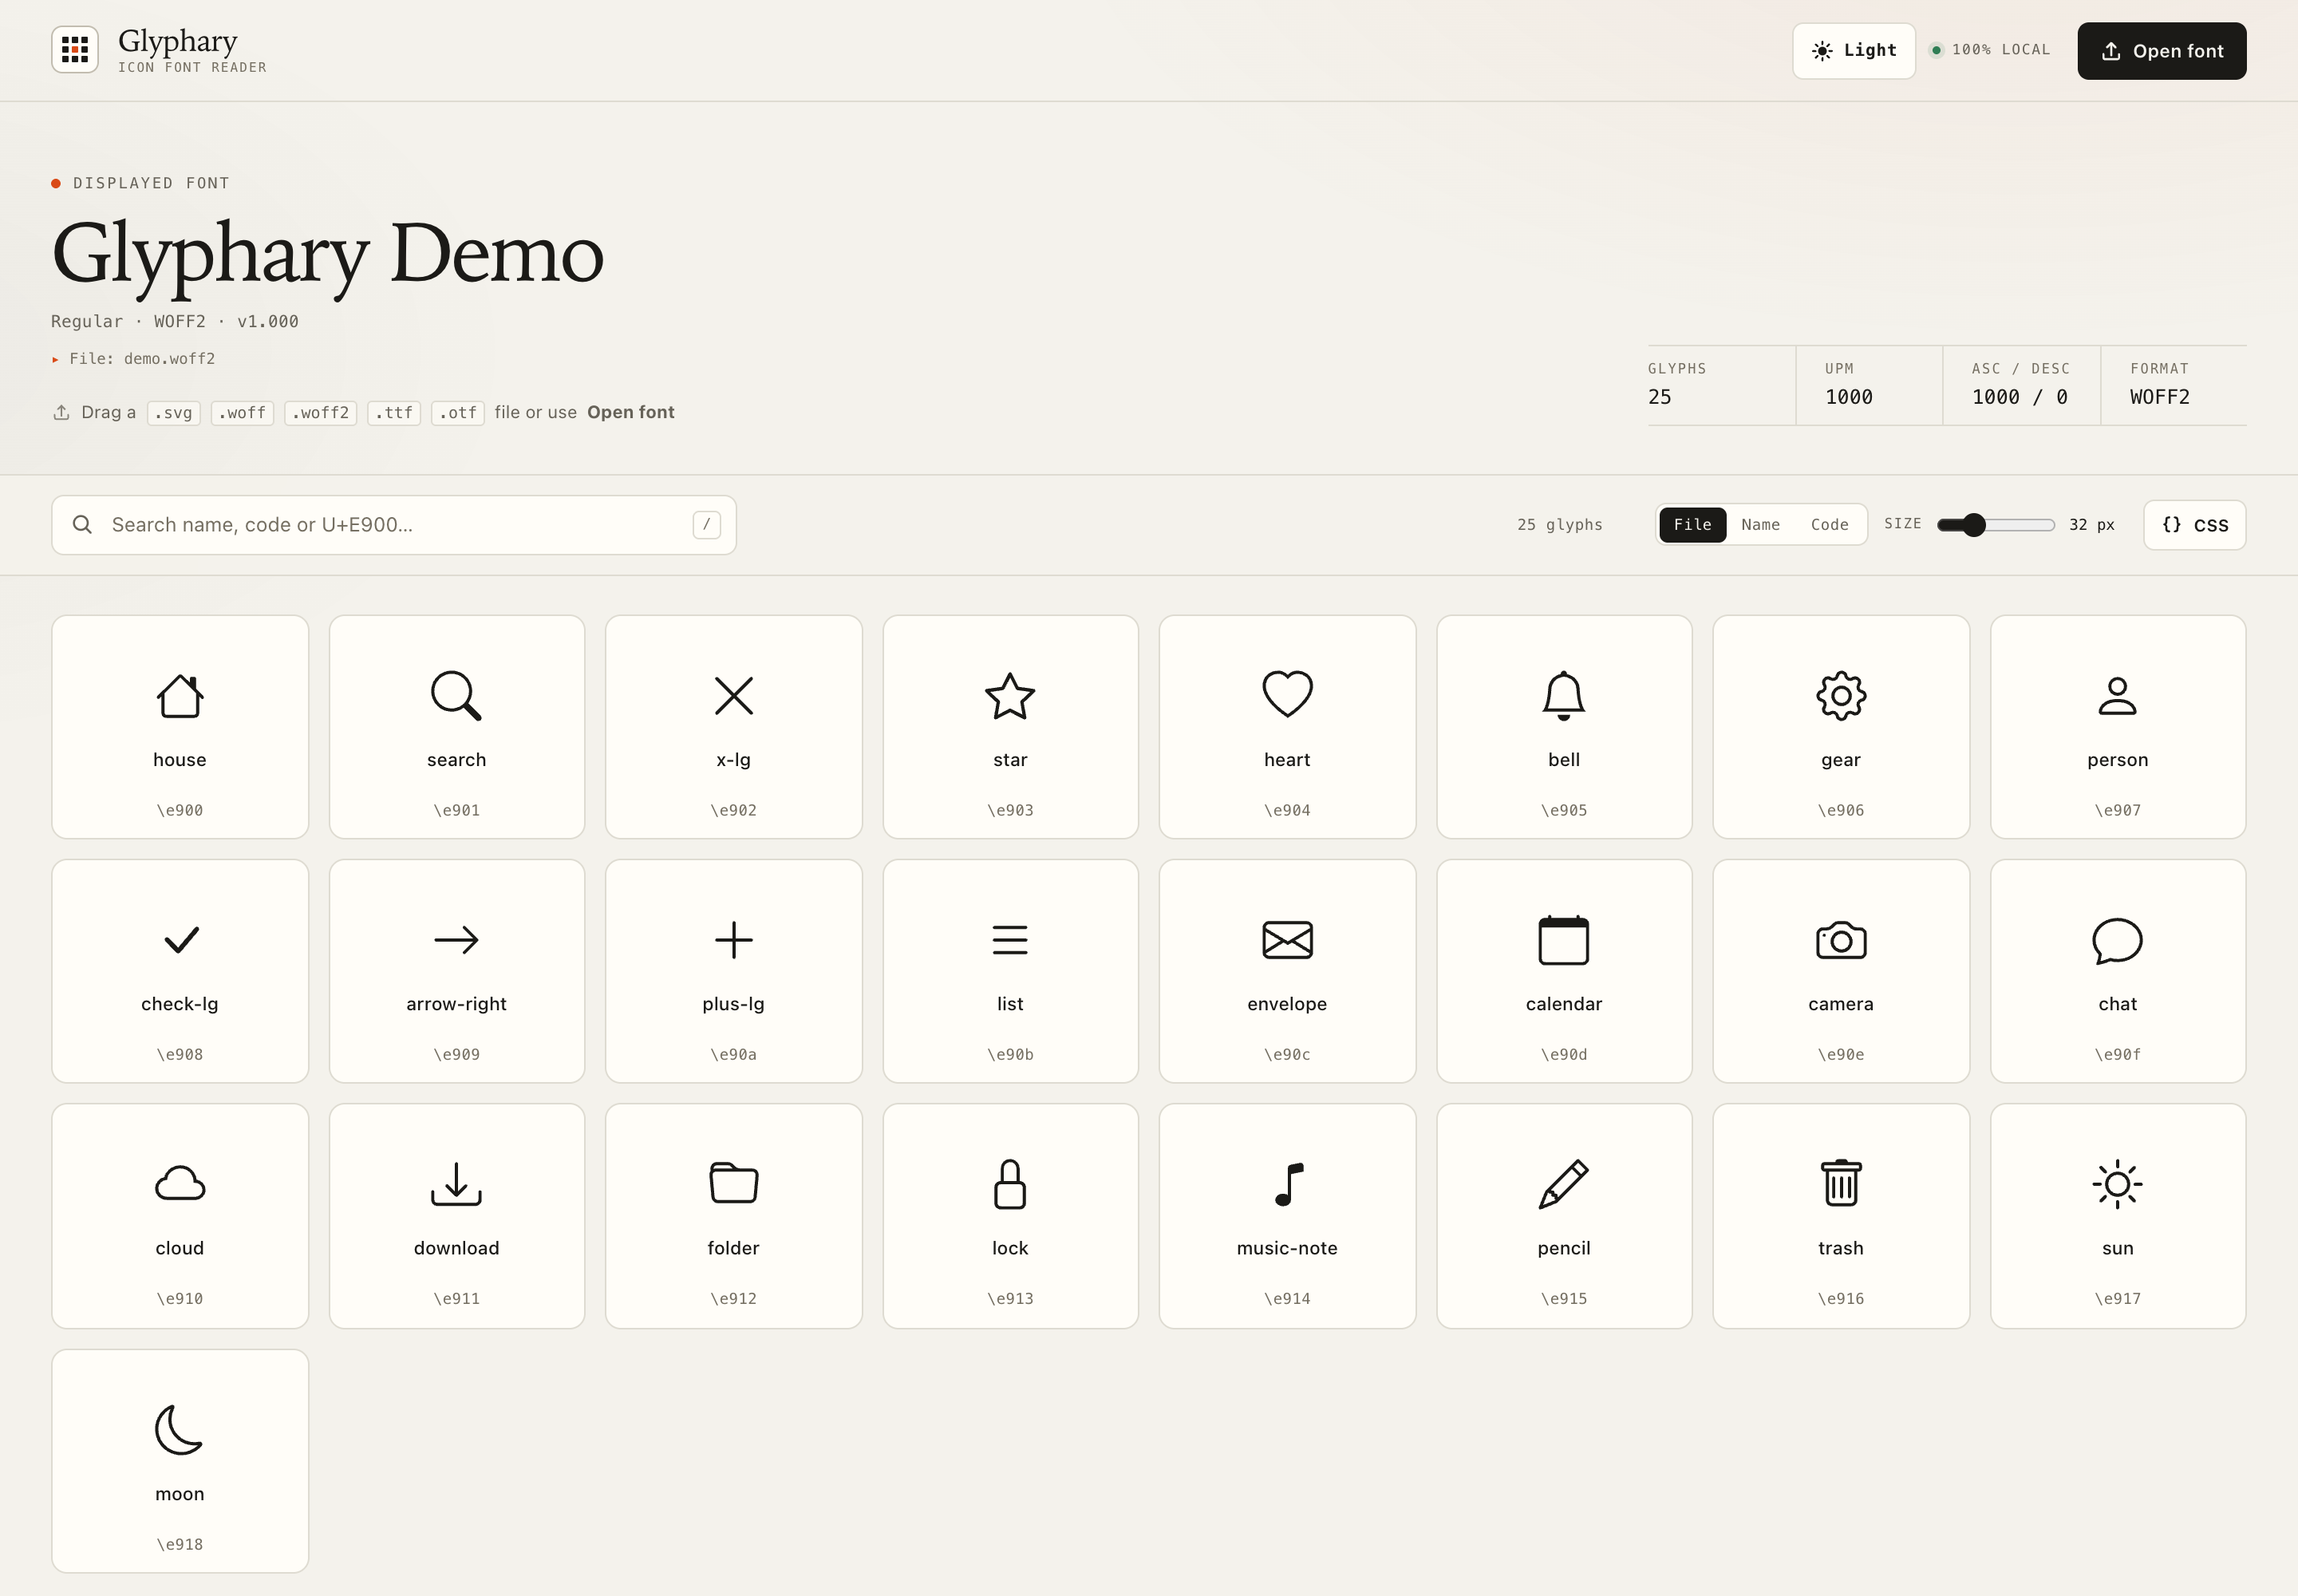 Glyphary
ICON FONT READER
Light
100% LOCAL
Open font
DISPLAYED FONT
Glyphary Demo
Regular · WOFF2 · v1.000
▸ File: demo.woff2
Drag a .svg .woff .woff2 .ttf .otf file or use Open font
GLYPHS
25
UPM
1000
ASC / DESC
1000 / 0
FORMAT
WOFF2
Search name, code or U+E900...
/
25 glyphs
File Name Code
SIZE
32 px
{} CSS
house
\e900
search
\e901
x-lg
\e902
star
\e903
heart
\e904
bell
\e905
gear
\e906
person
\e907
check-lg
\e908
arrow-right
\e909
plus-lg
\e90a
list
\e90b
envelope
\e90c
calendar
\e90d
camera
\e90e
chat
\e90f
cloud
\e910
download
\e911
folder
\e912
lock
\e913
music-note
\e914
pencil
\e915
trash
\e916
sun
\e917
moon
\e918